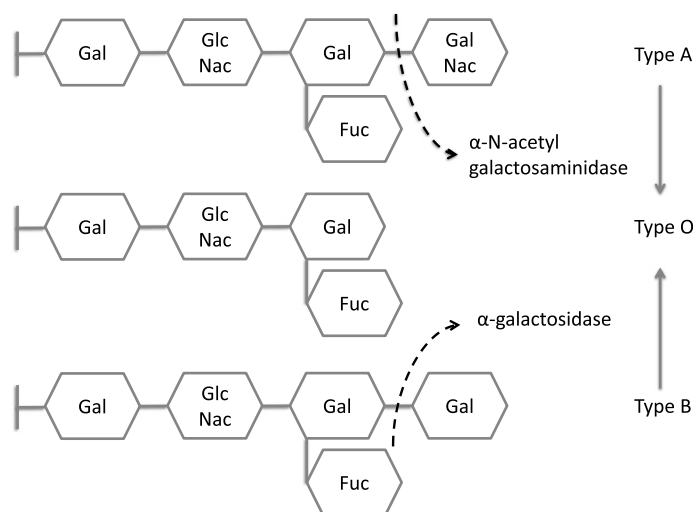 Gal
Glc
Nac
Gal
Gal
Nac
Type A
Fuc
α-N-acetyl
galactosaminidase
Gal
Glc
Nac
Gal
Type O
Fuc
α-galactosidase
Gal
Glc
Nac
Gal
Gal
Type B
Fuc